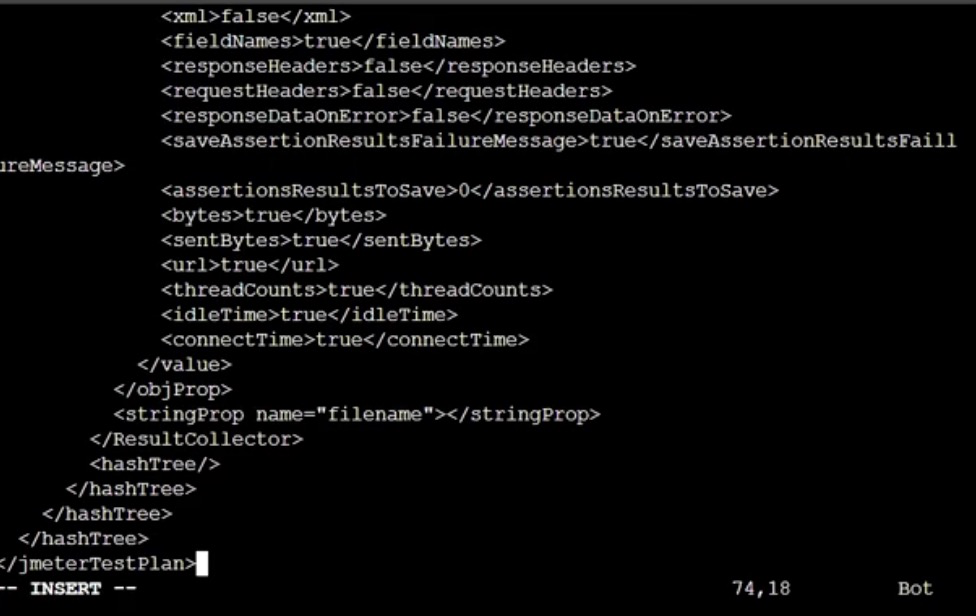 <xml>false</xml>
<fieldNames>true</fieldNames>
<responseHeaders>false</responseHeaders>
<requestHeaders>false</requestHeaders>
<responseDataOnError>false</responseDataOnError>
<saveAssertionResultsFailureMessage>true</saveAssertionResultsFaill
ureMessage>
<assertionsResultsToSave>0</assertionsResultsToSave>
<bytes>true</bytes>
<sentBytes>true</sentBytes>
<url>true</url>
<threadCounts>true</threadCounts>
<idleTime>true</idleTime>
<connectTime>true</connectTime>
</value>
</objProp>
<stringProp name="filename"></stringProp>
</ResultCollector>
<hashTree/>
</hashTree>
</hashTree>
</hashTree>
</jmeterTestPlan>
-- INSERT -- 74,18 Bot